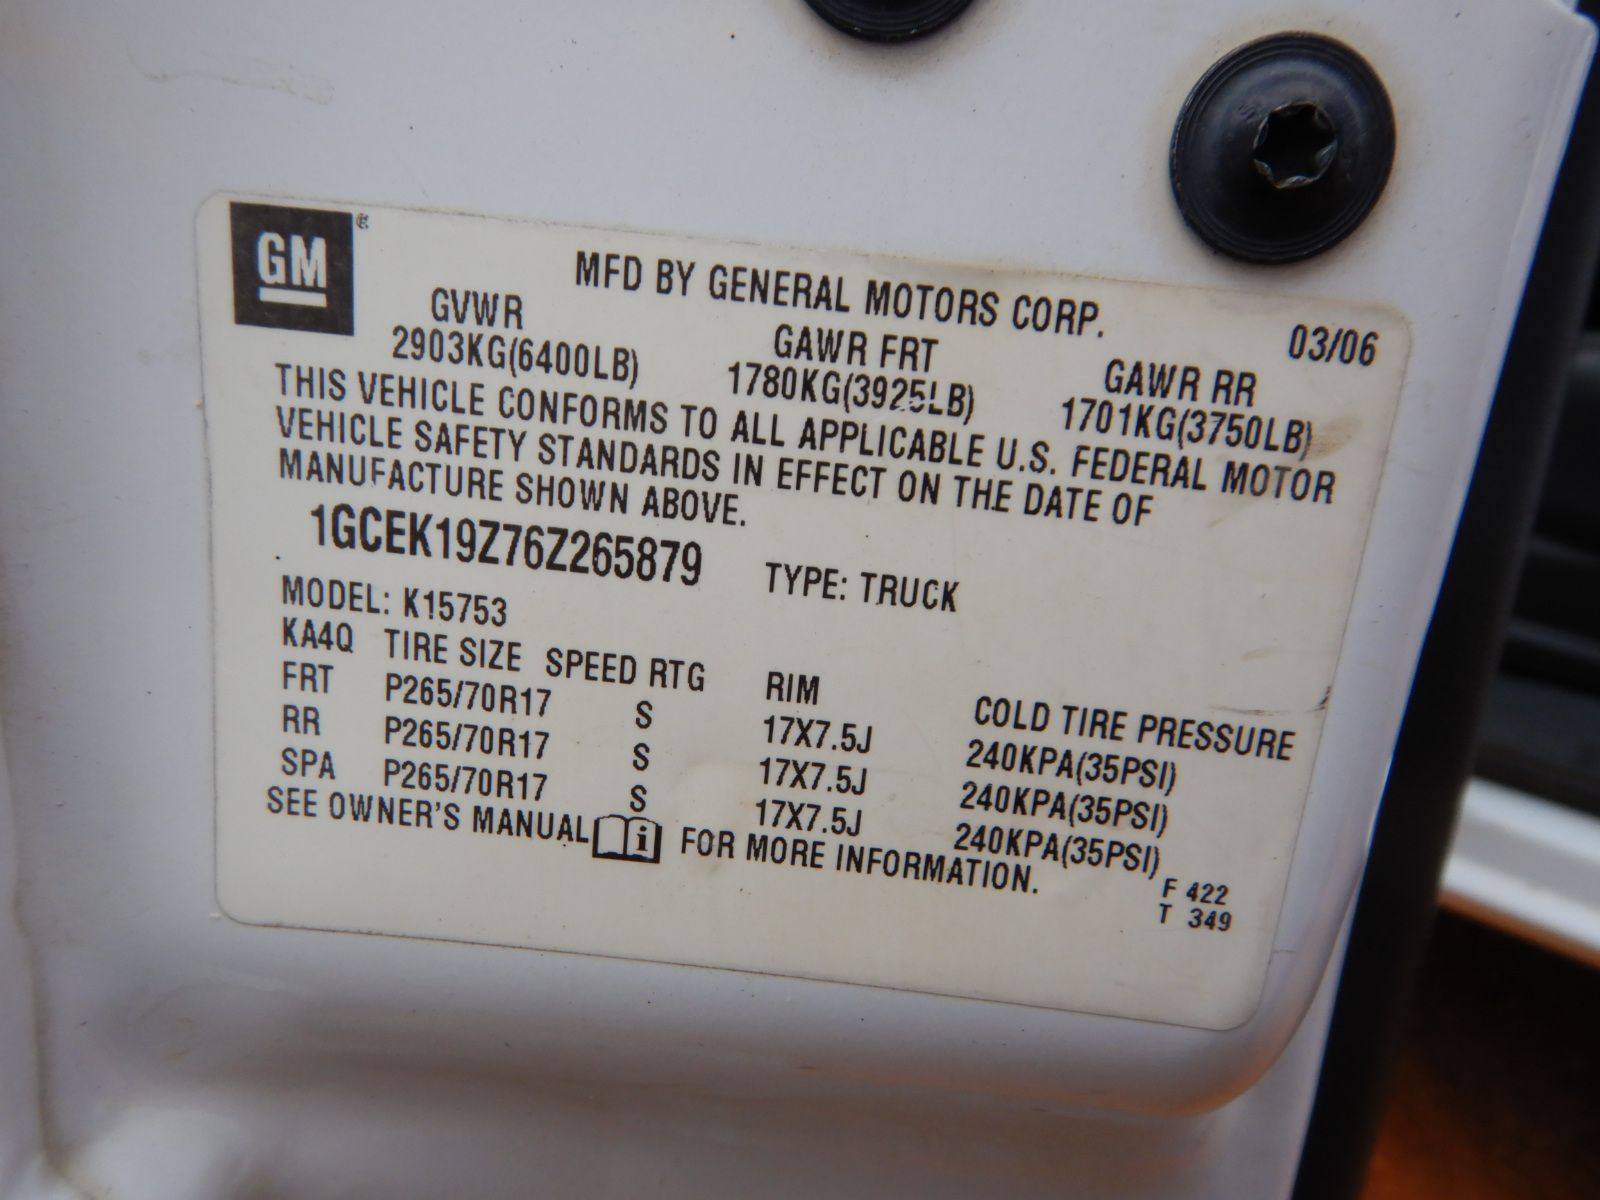 GM®
MFD BY GENERAL MOTORS CORP. 03/06
GVWR GAWR FRT GAWR RR
2903KG(6400LB) 1780KG(3925LB) 1701KG(3750LB)
THIS VEHICLE CONFORMS TO ALL APPLICABLE U.S. FEDERAL MOTOR
VEHICLE SAFETY STANDARDS IN EFFECT ON THE DATE OF
MANUFACTURE SHOWN ABOVE.
1GCEK19Z76Z265879 TYPE: TRUCK
MODEL: K15753
KA4Q TIRE SIZE SPEED RTG RIM COLD TIRE PRESSURE
FRT P265/70R17 S 17X7.5J 240KPA(35PSI)
RR P265/70R17 S 17X7.5J 240KPA(35PSI)
SPA P265/70R17 S 17X7.5J 240KPA(35PSI)
SEE OWNER'S MANUAL i FOR MORE INFORMATION.
F 422
T 349